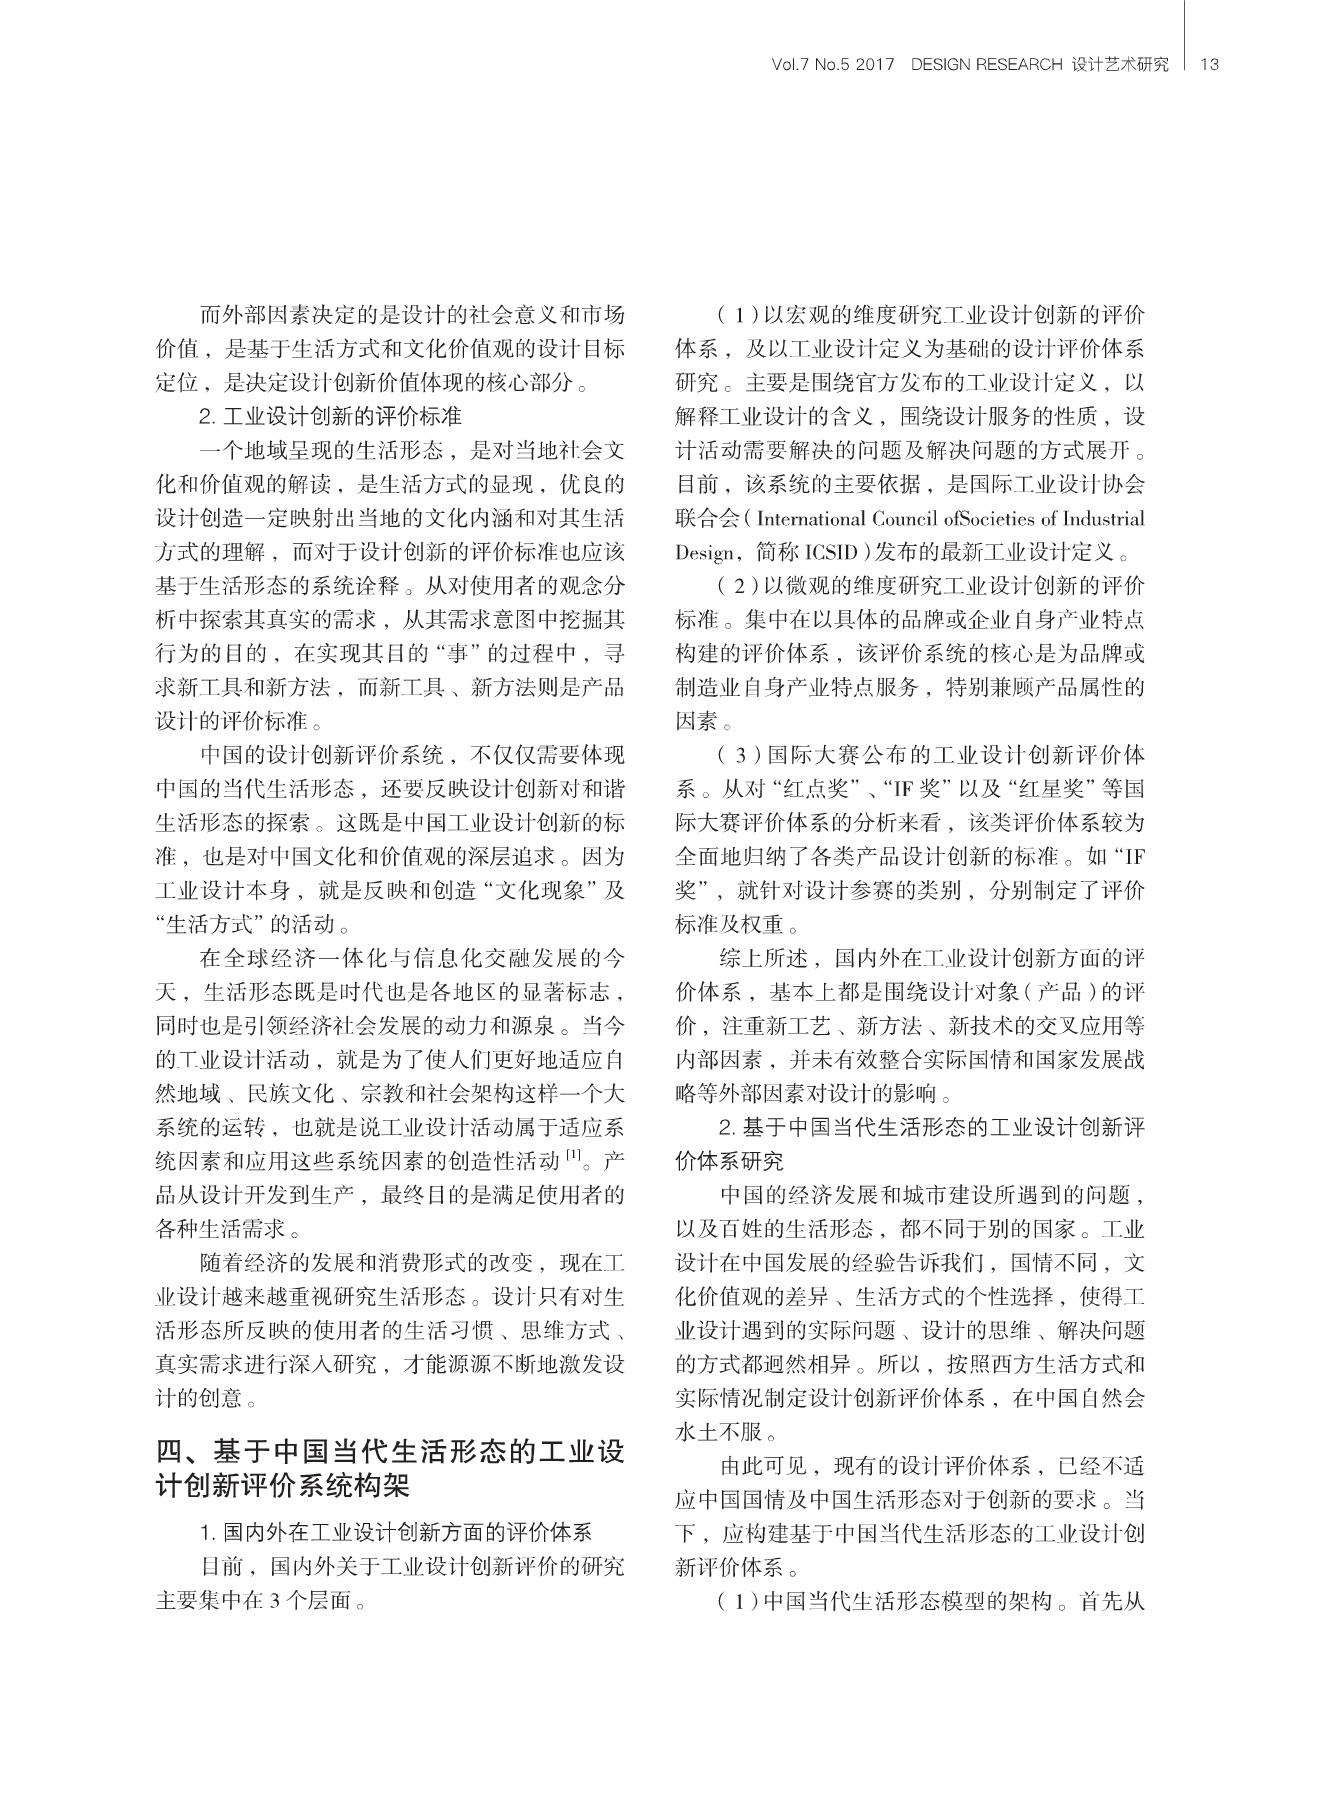 Vol.7 No.5 2017 DESIGN RESEARCH 设计艺术研究 13
而外部因素决定的是设计的社会意义和市场
价值，是基于生活方式和文化价值观的设计目标
定位，是决定设计创新价值体现的核心部分。
2. 工业设计创新的评价标准
一个地域呈现的生活形态，是对当地社会文
化和价值观的解读，是生活方式的显现，优良的
设计创造一定映射出当地的文化内涵和对其生活
方式的理解，而对于设计创新的评价标准也应该
基于生活形态的系统诠释。从对使用者的观念分
析中探索其真实的需求，从其需求意图中挖掘其
行为的目的，在实现其目的“事”的过程中，寻
求新工具和新方法，而新工具、新方法则是产品
设计的评价标准。
中国的设计创新评价系统，不仅仅需要体现
中国的当代生活形态，还要反映设计创新对和谐
生活形态的探索。这既是中国工业设计创新的标
准，也是对中国文化和价值观的深层追求。因为
工业设计本身，就是反映和创造“文化现象”及
“生活方式”的活动。
在全球经济一体化与信息化交融发展的今
天，生活形态既是时代也是各地区的显著标志，
同时也是引领经济社会发展的动力和源泉。当今
的工业设计活动，就是为了使人们更好地适应自
然地域、民族文化、宗教和社会架构这样一个大
系统的运转，也就是说工业设计活动属于适应系
统因素和应用这些系统因素的创造性活动[1]。产
品从设计开发到生产，最终目的是满足使用者的
各种生活需求。
随着经济的发展和消费形式的改变，现在工
业设计越来越重视研究生活形态。设计只有对生
活形态所反映的使用者的生活习惯、思维方式、
真实需求进行深入研究，才能源源不断地激发设
计的创意。
四、基于中国当代生活形态的工业设
计创新评价系统构架
1. 国内外在工业设计创新方面的评价体系
目前，国内外关于工业设计创新评价的研究
主要集中在 3 个层面。
（1）以宏观的维度研究工业设计创新的评价
体系，及以工业设计定义为基础的设计评价体系
研究。主要是围绕官方发布的工业设计定义，以
解释工业设计的含义，围绕设计服务的性质，设
计活动需要解决的问题及解决问题的方式展开。
目前，该系统的主要依据，是国际工业设计协会
联合会（International Council ofSocieties of Industrial
Design，简称 ICSID）发布的最新工业设计定义。
（2）以微观的维度研究工业设计创新的评价
标准。集中在以具体的品牌或企业自身产业特点
构建的评价体系，该评价系统的核心是为品牌或
制造业自身产业特点服务，特别兼顾产品属性的
因素。
（3）国际大赛公布的工业设计创新评价体
系。从对“红点奖”、“IF 奖”以及“红星奖”等国
际大赛评价体系的分析来看，该类评价体系较为
全面地归纳了各类产品设计创新的标准。如“IF
奖”，就针对设计参赛的类别，分别制定了评价
标准及权重。
综上所述，国内外在工业设计创新方面的评
价体系，基本上都是围绕设计对象（产品）的评
价，注重新工艺、新方法、新技术的交叉应用等
内部因素，并未有效整合实际国情和国家发展战
略等外部因素对设计的影响。
2. 基于中国当代生活形态的工业设计创新评
价体系研究
中国的经济发展和城市建设所遇到的问题，
以及百姓的生活形态，都不同于别的国家。工业
设计在中国发展的经验告诉我们，国情不同，文
化价值观的差异、生活方式的个性选择，使得工
业设计遇到的实际问题、设计的思维、解决问题
的方式都迥然相异。所以，按照西方生活方式和
实际情况制定设计创新评价体系，在中国自然会
水土不服。
由此可见，现有的设计评价体系，已经不适
应中国国情及中国生活形态对于创新的要求。当
下，应构建基于中国当代生活形态的工业设计创
新评价体系。
（1）中国当代生活形态模型的架构。首先从